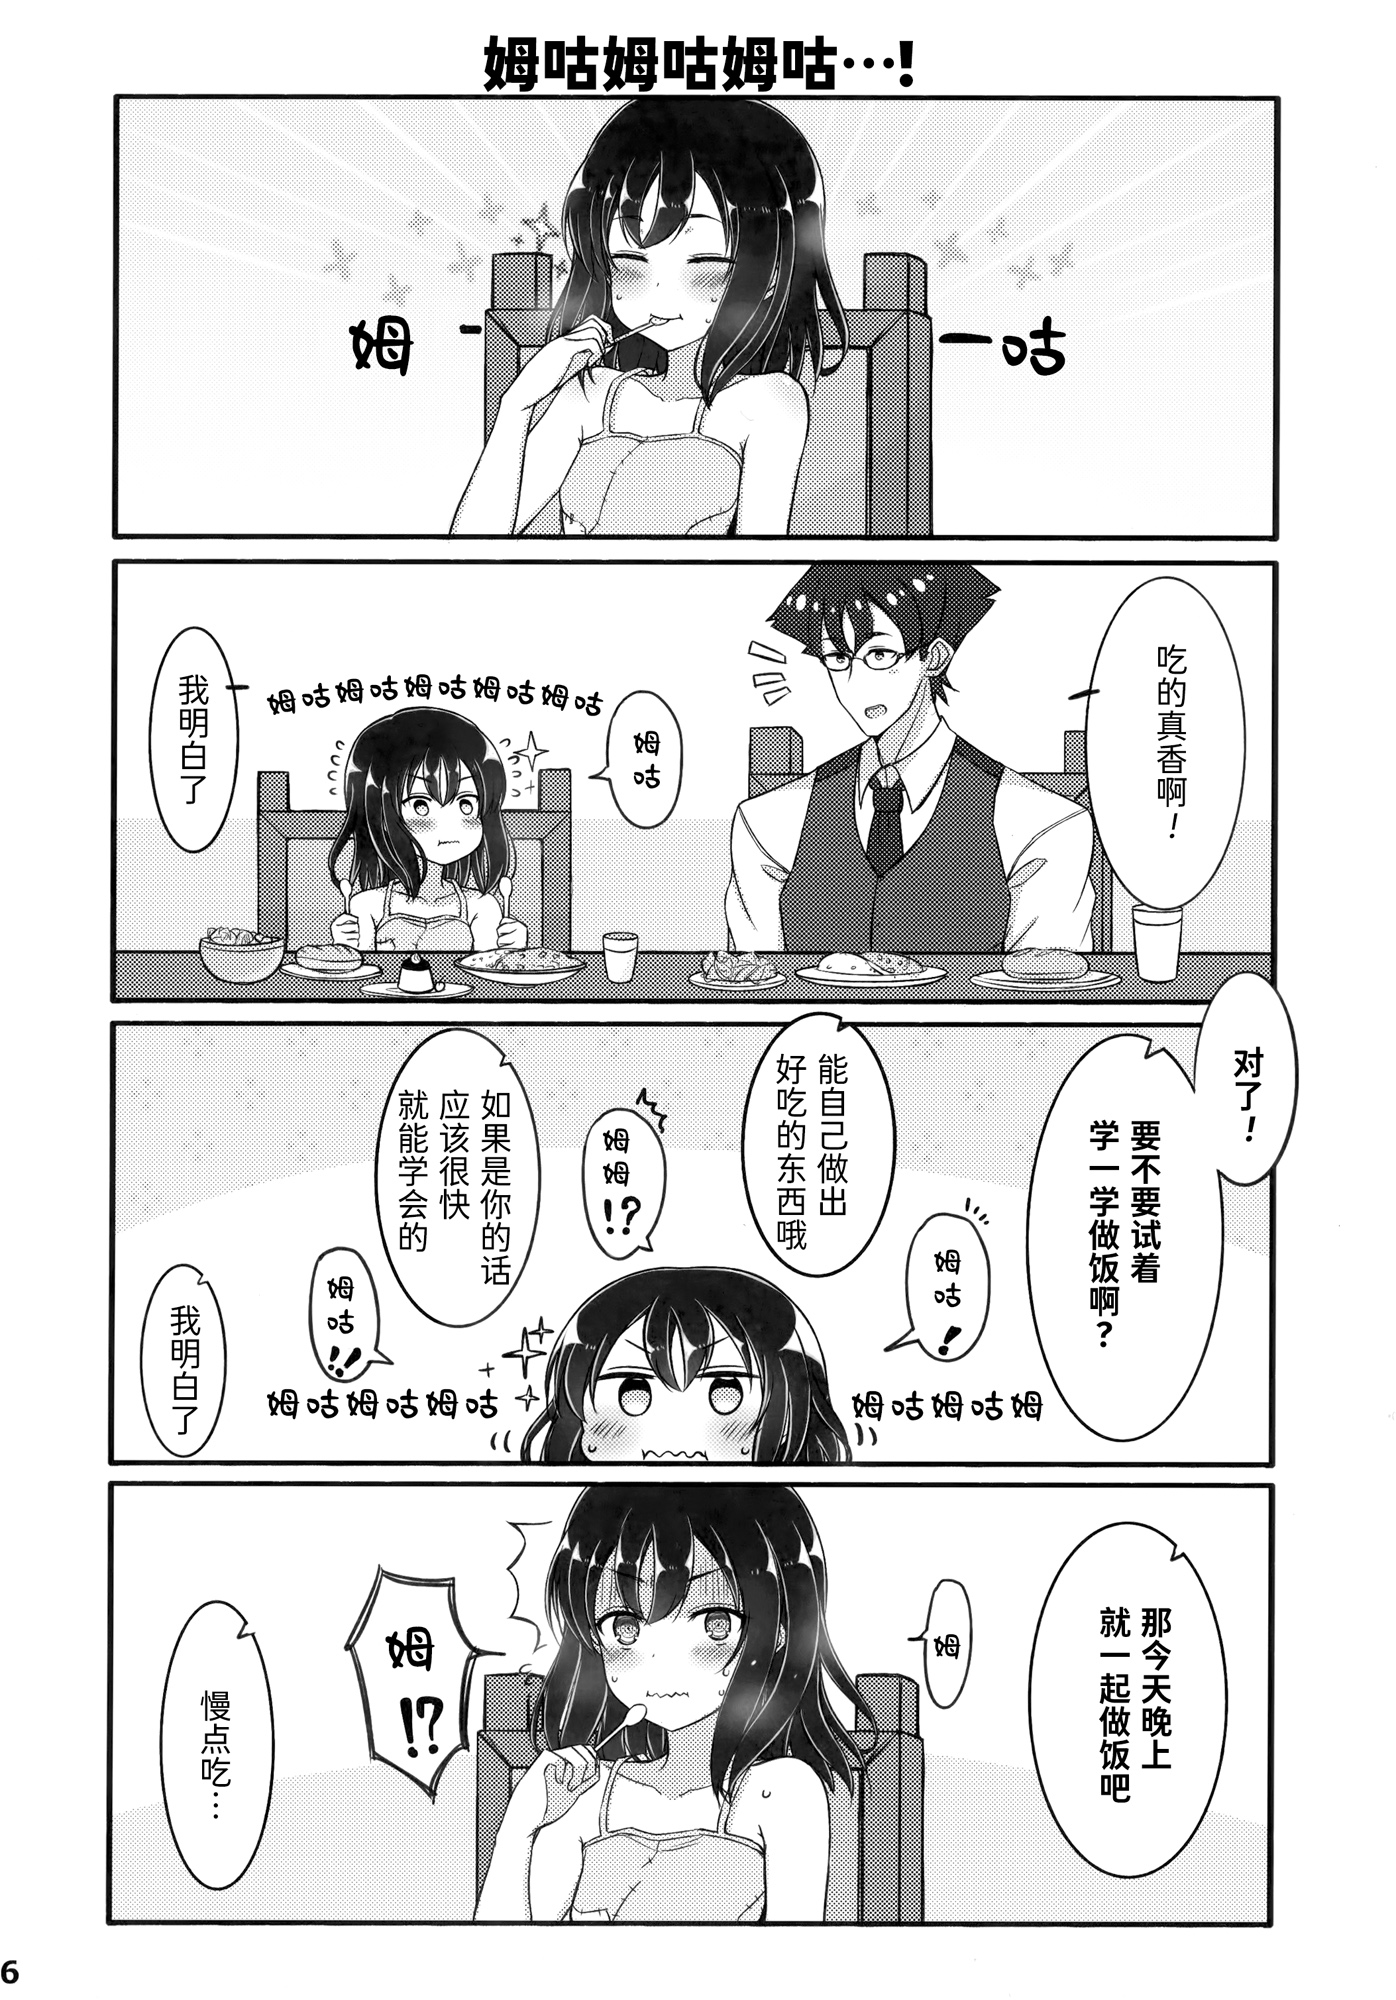 姆咕姆咕姆咕…!
姆 -
一咕
吃的真香啊!
姆咕
姆咕姆咕姆咕姆咕姆咕
我明白了
对了!
要不要试着
学一学做饭啊?
姆咕!
姆咕姆咕姆
能自己做出
好吃的东西哦
姆姆!?
如果是你的话
应该很快
就能学会的
姆咕!!
姆咕姆咕姆咕
我明白了
那今天晚上
就一起做饭吧
姆
姆!?
慢点吃…
6